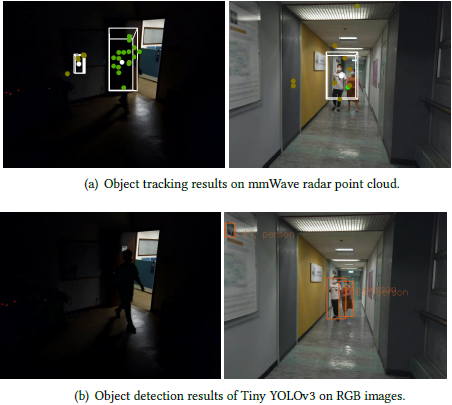 (a) Object tracking results on mmWave radar point cloud.
person
person
(b) Object detection results of Tiny YOLOv3 on RGB images.